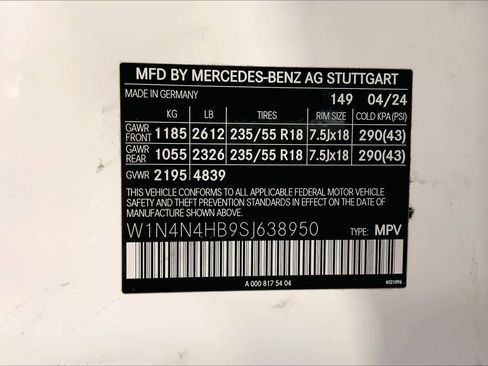 MFD BY MERCEDES-BENZ AG STUTTGART
MADE IN GERMANY 149 04/24
KG LB TIRES RIM SIZE COLD KPA(PSI)
GAWR FRONT 1185 2612 235/55 R18 7.5Jx18 290(43)
GAWR REAR 1055 2326 235/55 R18 7.5Jx18 290(43)
GVWR 2195 4839
THIS VEHICLE CONFORMS TO ALL APPLICABLE FEDERAL MOTOR VEHICLE
SAFETY AND THEFT PREVENTION STANDARDS IN EFFECT ON THE DATE
OF MANUFACTURE SHOWN ABOVE.
W1N4N4HB9SJ638950 TYPE: MPV
A 000 817 54 04 4021096